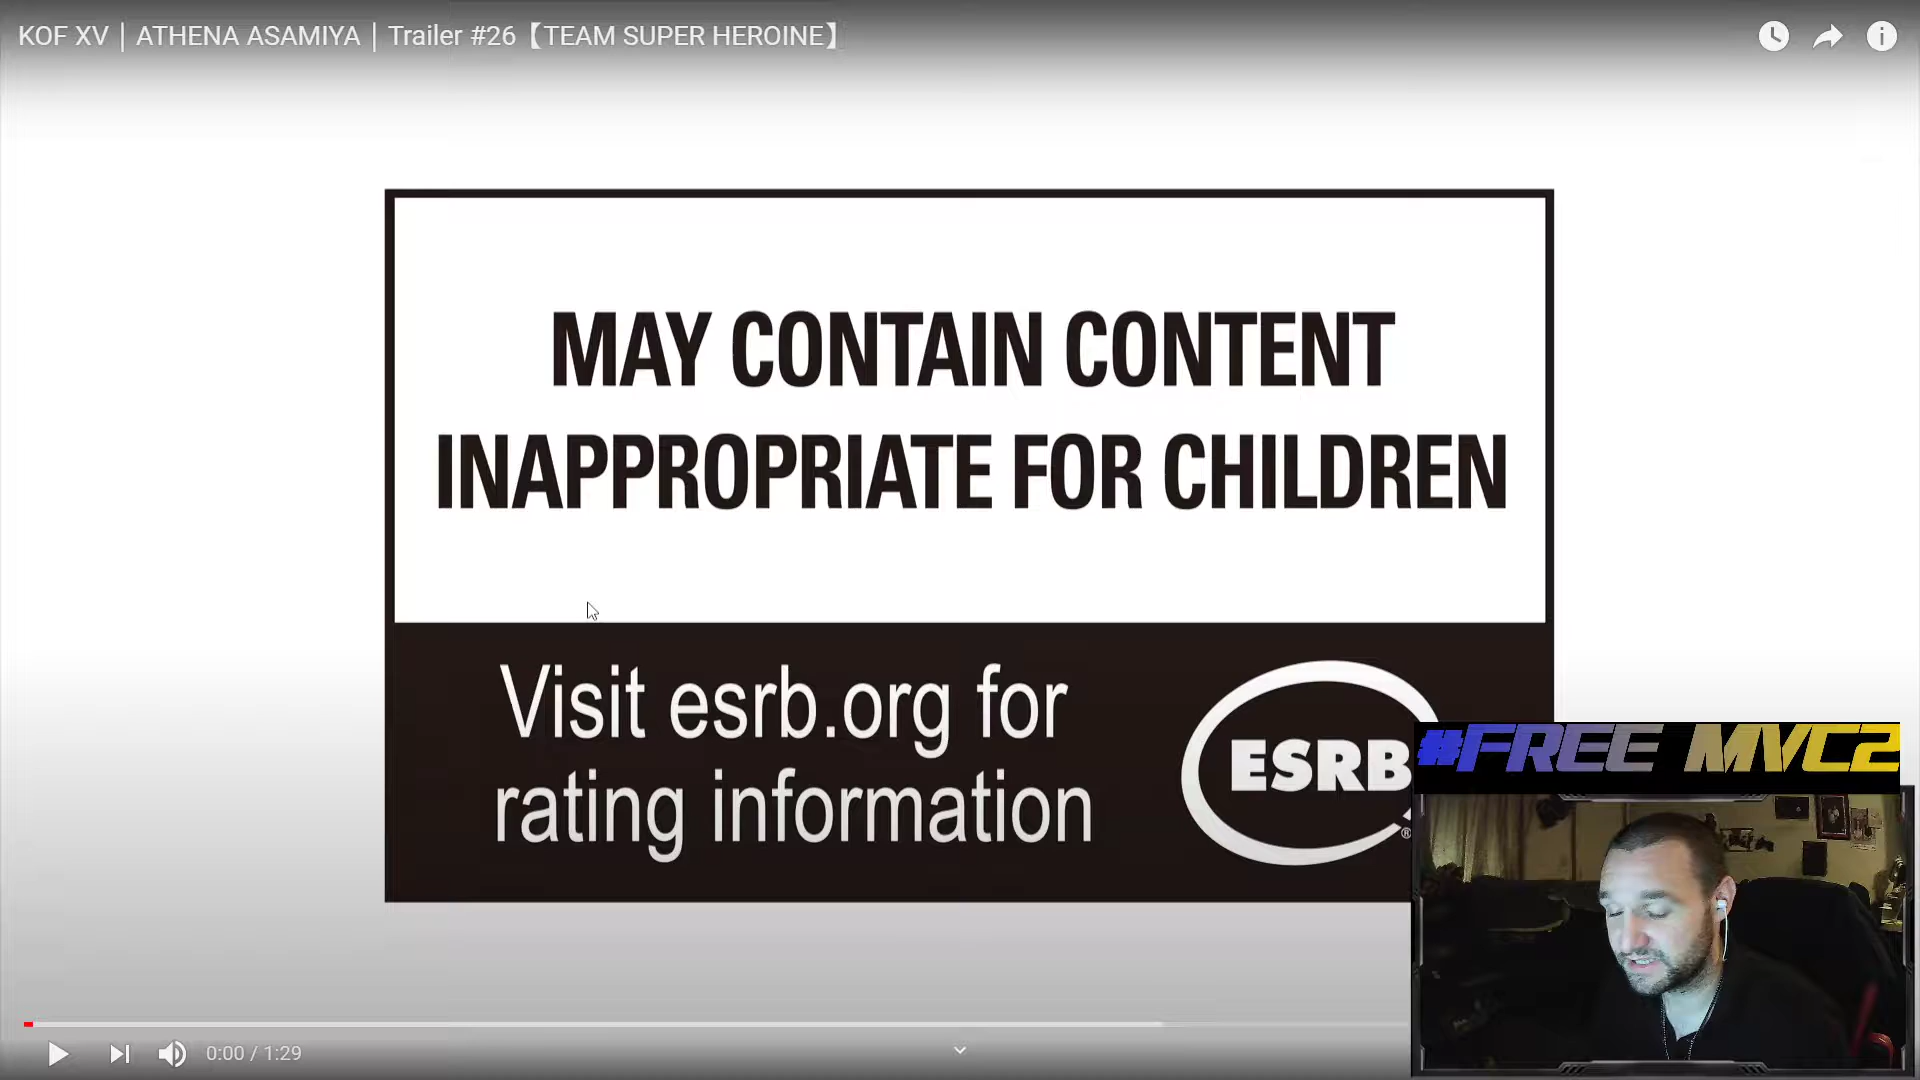 KOF XV｜ATHENA ASAMIYA｜Trailer #26【TEAM SUPER HEROINE】
MAY CONTAIN CONTENT
INAPPROPRIATE FOR CHILDREN
Visit esrb.org for
rating information
ESRB
®
#FREE MVC2
0:00 / 1:29